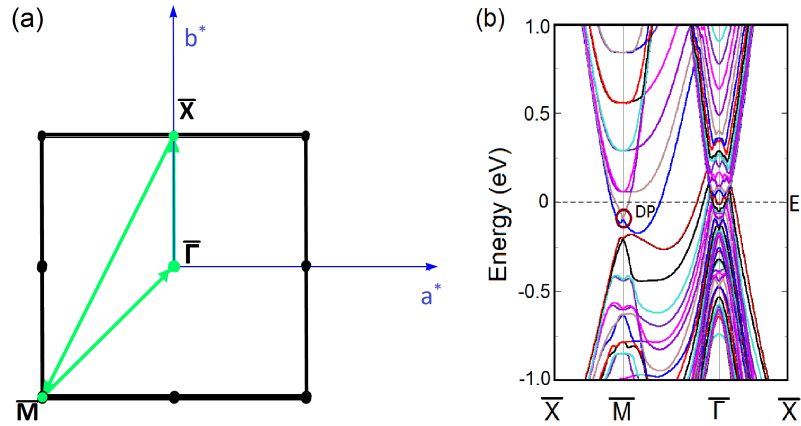 (a)
b*
X̅
Γ̅
a*
M̅
(b)
Energy (eV)
1.0
0.5
0
-0.5
-1.0
DP
E
X̅ M̅ Γ̅ X̅